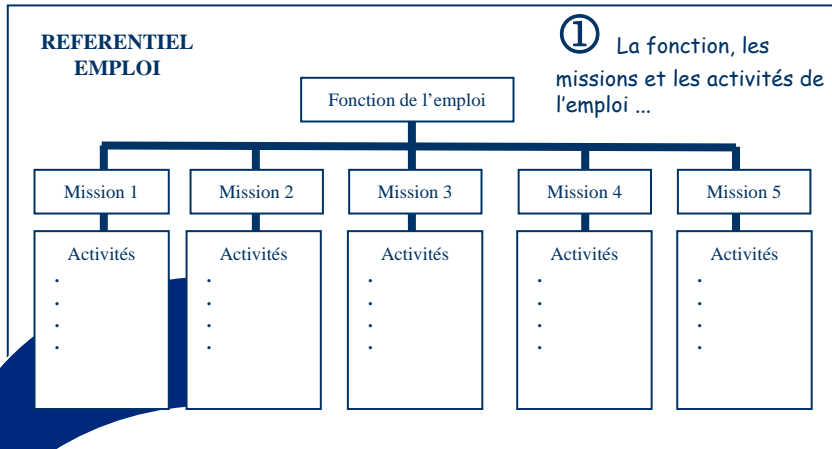 REFERENTIEL
EMPLOI
① La fonction, les
missions et les activités de
l'emploi ...
Fonction de l'emploi
Mission 1
Mission 2
Mission 3
Mission 4
Mission 5
Activités
•
•
•
•
Activités
•
•
•
•
Activités
•
•
•
•
Activités
•
•
•
•
Activités
•
•
•
•